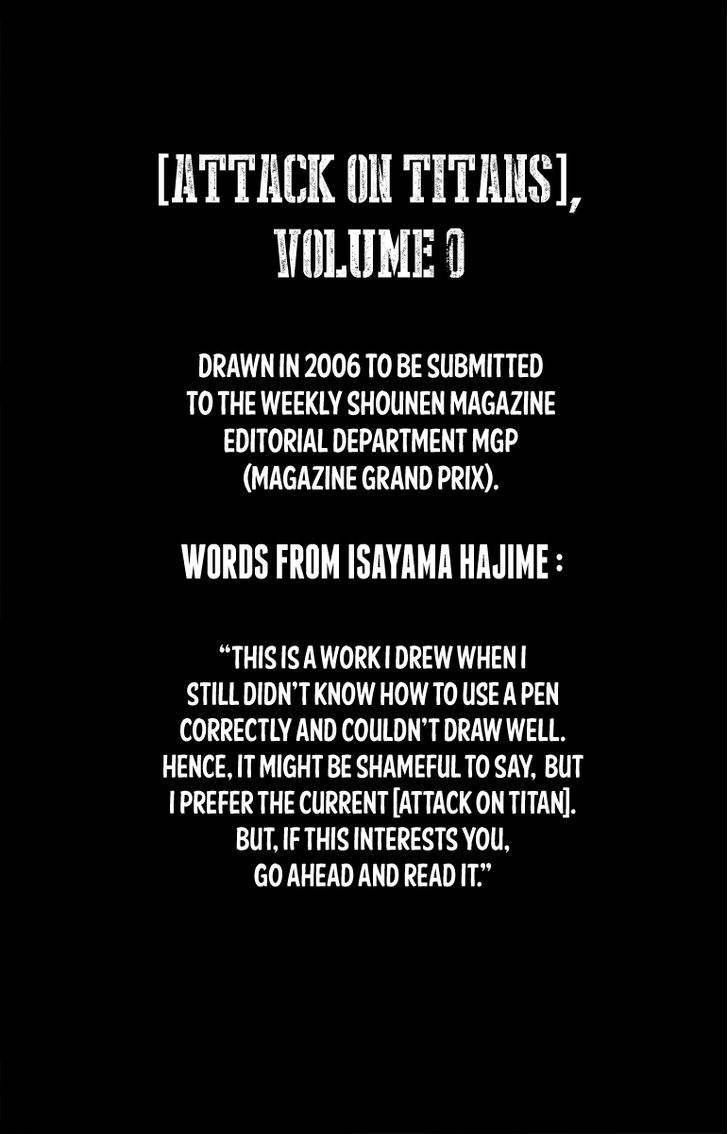 [ATTACK ON TITANS],
VOLUME 0
DRAWN IN 2006 TO BE SUBMITTED
TO THE WEEKLY SHOUNEN MAGAZINE
EDITORIAL DEPARTMENT MGP
(MAGAZINE GRAND PRIX).
WORDS FROM ISAYAMA HAJIME :
“THIS IS A WORK I DREW WHEN I
STILL DIDN’T KNOW HOW TO USE A PEN
CORRECTLY AND COULDN’T DRAW WELL.
HENCE, IT MIGHT BE SHAMEFUL TO SAY, BUT
I PREFER THE CURRENT [ATTACK ON TITAN].
BUT, IF THIS INTERESTS YOU,
GO AHEAD AND READ IT.”